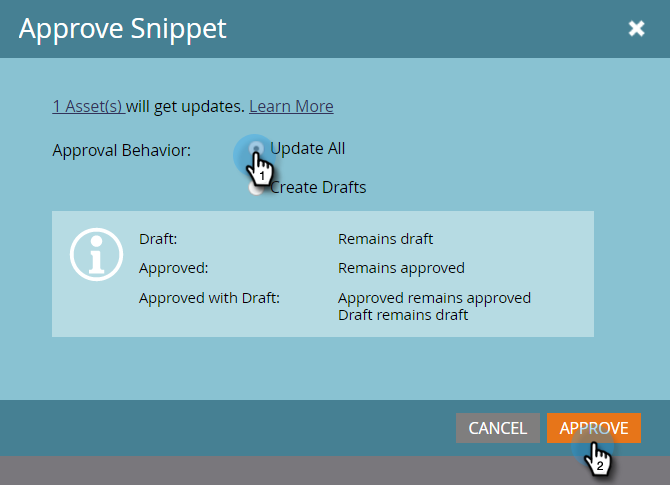 Approve Snippet
1 Asset(s) will get updates. Learn More
Approval Behavior:
Update All
1
Create Drafts
Draft: Remains draft
Approved: Remains approved
Approved with Draft: Approved remains approved
Draft remains draft
CANCEL APPROVE
2